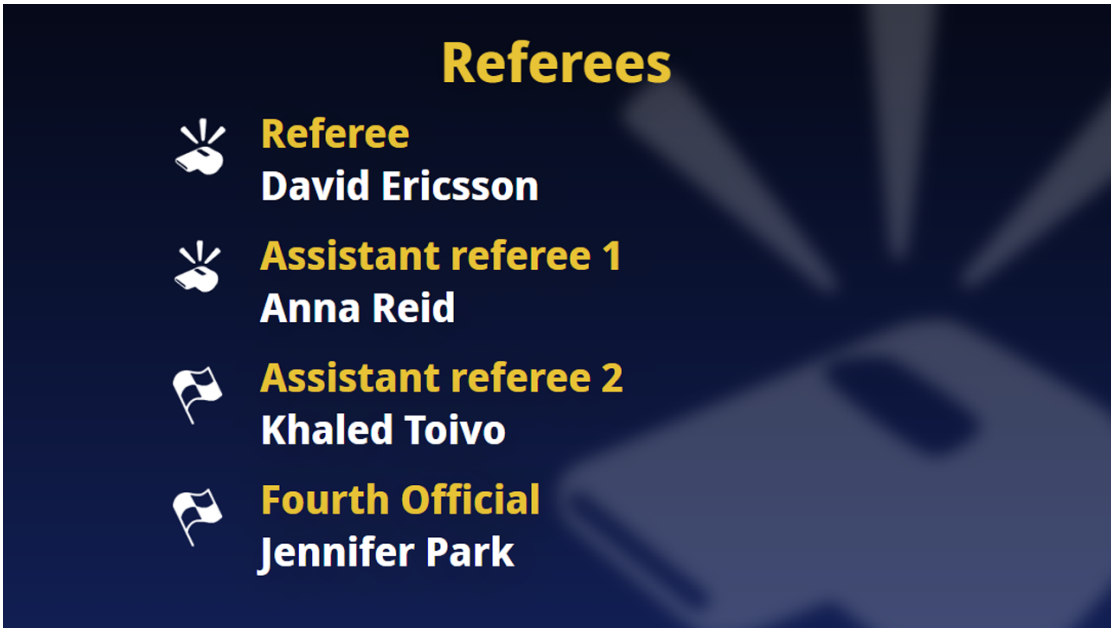 Referees
Referee
David Ericsson
Assistant referee 1
Anna Reid
Assistant referee 2
Khaled Toivo
Fourth Official
Jennifer Park